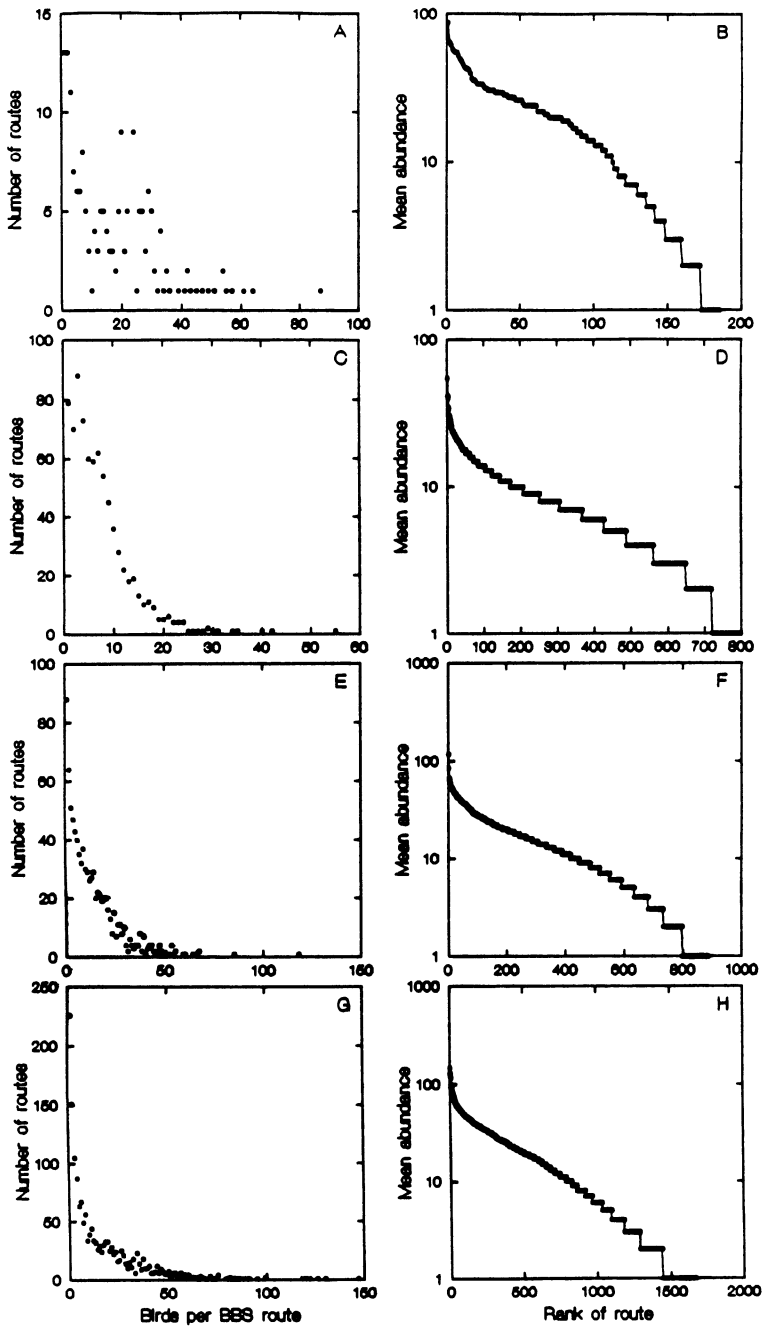 A
Number of routes
15
10
5
0
0 20 40 60 80 100
B
Mean abundance
100
10
1
0 50 100 150 200
C
Number of routes
100
80
60
40
20
0
0 10 20 30 40 50 60
D
Mean abundance
100
10
1
0 100 200 300 400 500 600 700 800
E
Number of routes
100
80
60
40
20
0
0 50 100 150
F
Mean abundance
1000
100
10
1
0 200 400 600 800 1000
G
Number of routes
250
200
150
100
50
0
0 50 100 150
Birds per BBS route
H
Mean abundance
1000
100
10
1
0 500 1000 1500 2000
Rank of route